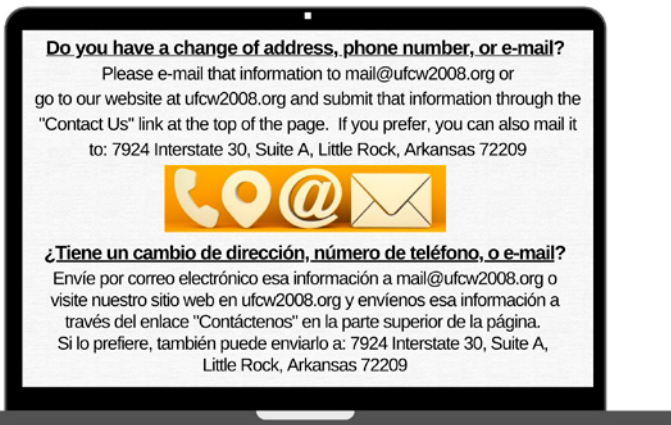 Do you have a change of address, phone number, or e-mail?
Please e-mail that information to mail@ufcw2008.org or
go to our website at ufcw2008.org and submit that information through the
"Contact Us" link at the top of the page. If you prefer, you can also mail it
to: 7924 Interstate 30, Suite A, Little Rock, Arkansas 72209
@
¿Tiene un cambio de dirección, número de teléfono, o e-mail?
Envíe por correo electrónico esa información a mail@ufcw2008.org o
visite nuestro sitio web en ufcw2008.org y envíenos esa información a
través del enlace "Contáctenos" en la parte superior de la página.
Si lo prefiere, también puede enviarlo a: 7924 Interstate 30, Suite A,
Little Rock, Arkansas 72209